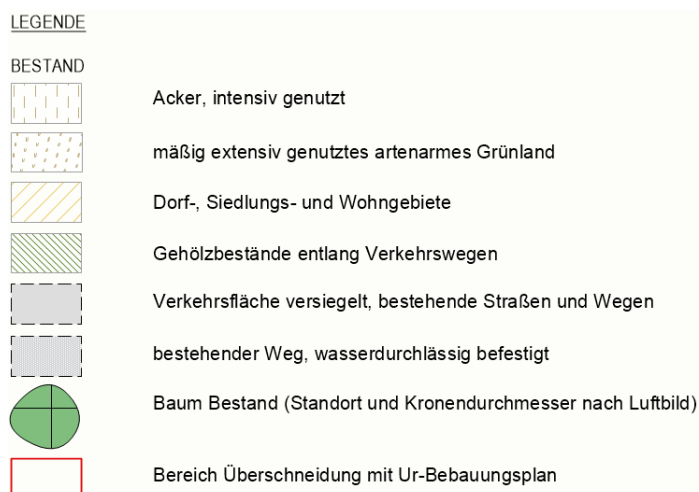 LEGENDE
BESTAND
Acker, intensiv genutzt
mäßig extensiv genutztes artenarmes Grünland
Dorf-, Siedlungs- und Wohngebiete
Gehölzbestände entlang Verkehrswegen
Verkehrsfläche versiegelt, bestehende Straßen und Wegen
bestehender Weg, wasserdurchlässig befestigt
Baum Bestand (Standort und Kronendurchmesser nach Luftbild)
Bereich Überschneidung mit Ur-Bebauungsplan